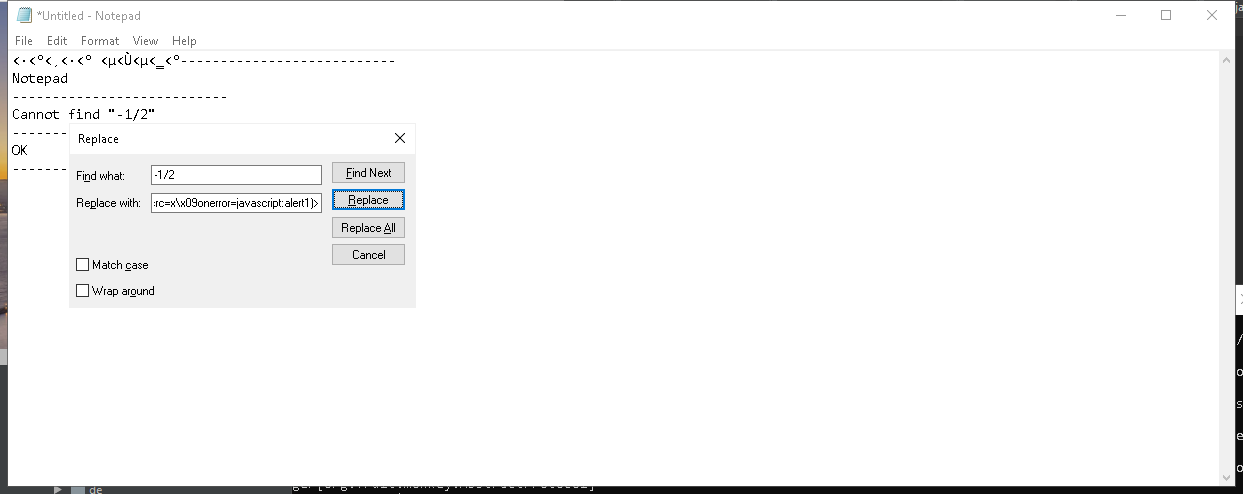 *Untitled - Notepad
File Edit Format View Help
----------------------------
Notepad
---------------------------
Cannot find "-1/2"
Replace
OK
Find what: -1/2 Find Next
Replace with: :rc=x\x09onerror=javascript:alert1)> Replace
Replace All
Cancel
Match case
Wrap around
de